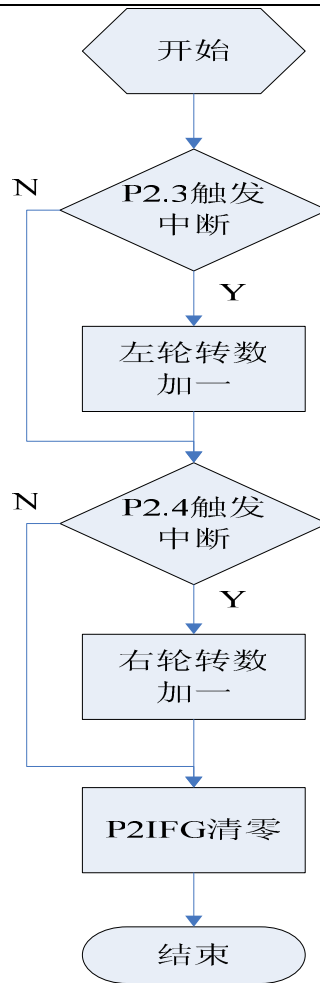 开始
N
P2.3触发
中断
Y
左轮转数
加一
N
P2.4触发
中断
Y
右轮转数
加一
P2IFG清零
结束